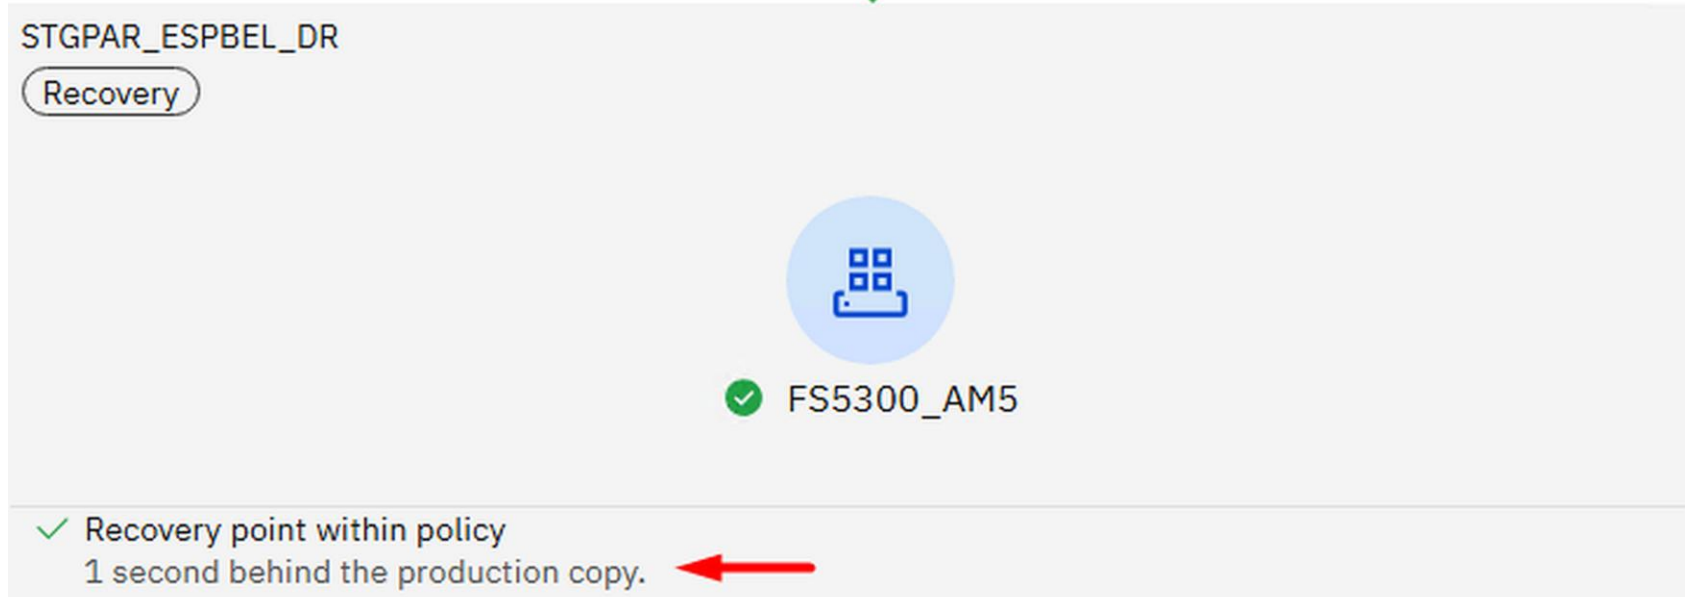 STGPAR_ESPBEL_DR
Recovery
FS5300_AM5
Recovery point within policy
1 second behind the production copy.